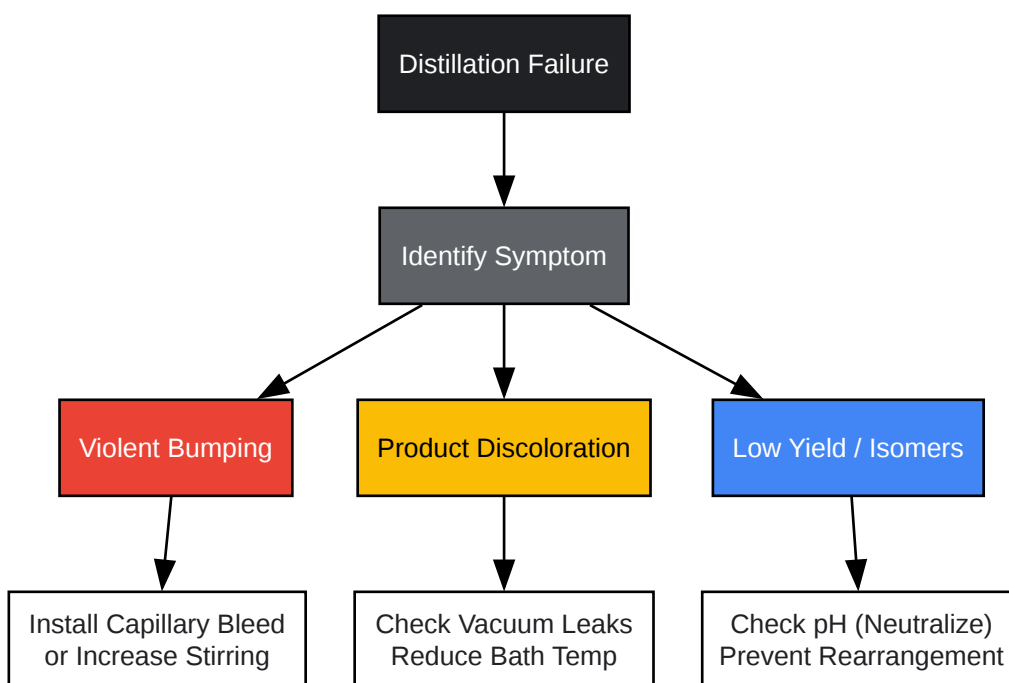 Distillation Failure
Identify Symptom
Violent Bumping
Product Discoloration
Low Yield / Isomers
Install Capillary Bleed
or Increase Stirring
Check Vacuum Leaks
Reduce Bath Temp
Check pH (Neutralize)
Prevent Rearrangement